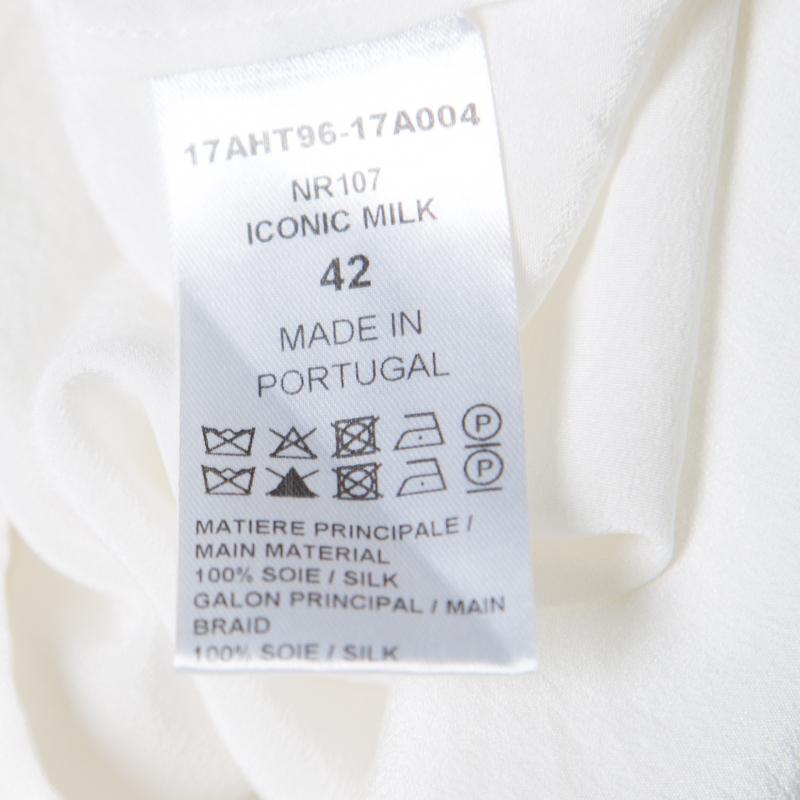 17AHT96-17A004
NR107
ICONIC MILK
42
MADE IN
PORTUGAL
P
P
MATIERE PRINCIPALE /
MAIN MATERIAL
100% SOIE / SILK
GALON PRINCIPAL / MAIN
BRAID
100% SOIE / SILK